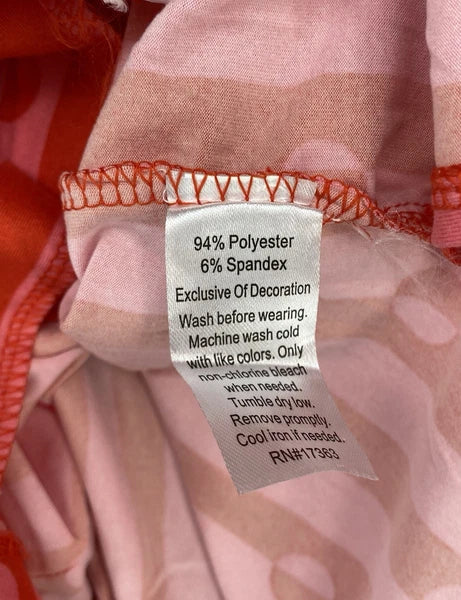 94% Polyester
6% Spandex
Exclusive Of Decoration
Wash before wearing.
Machine wash cold
with like colors. Only
non-chlorine bleach
when needed.
Tumble dry low.
Remove promptly.
Cool iron if needed.
RN#17363